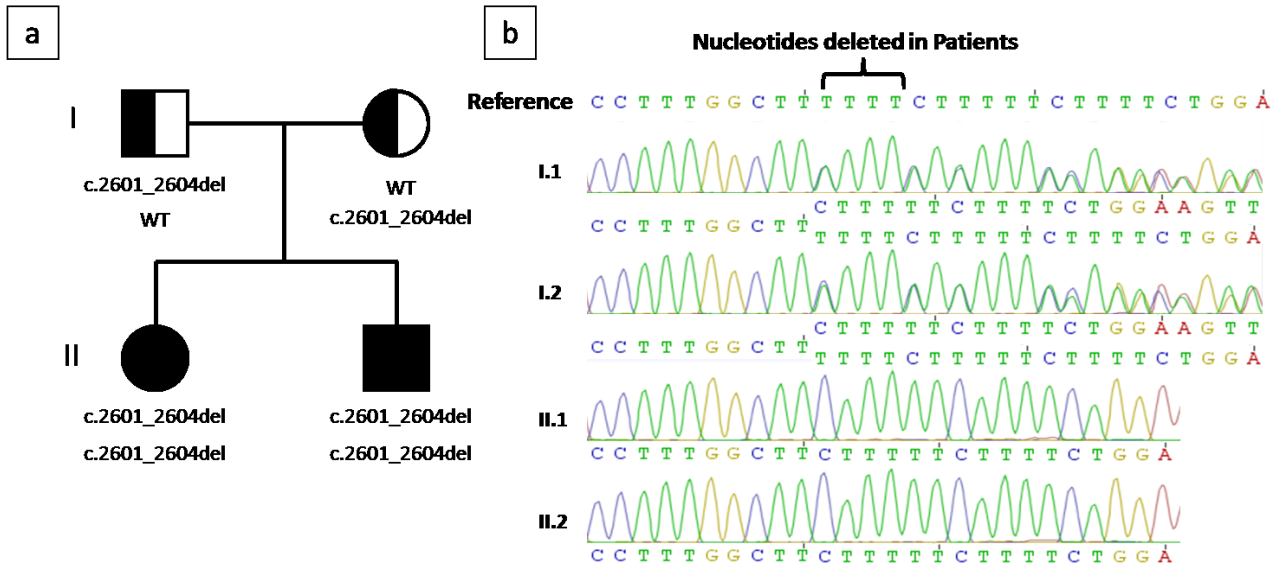 a
b
Nucleotides deleted in Patients
Reference
C C T T T G G C T T T T T T C T T T T T C T T T T C T G G A
I
c.2601_2604del
WT
WT
c.2601_2604del
I.1
C T T T T T C T T T T C T G G A A G T T
C C T T T G G C T T
T T T T C T T T T T C T T T T C T G G A
I.2
C T T T T T C T T T T C T G G A A G T T
C C T T T G G C T T
T T T T C T T T T T C T T T T C T G G A
II
c.2601_2604del
c.2601_2604del
c.2601_2604del
c.2601_2604del
II.1
C C T T T G G C T T C T T T T T C T T T T C T G G A
II.2
C C T T T G G C T T C T T T T T C T T T T C T G G A